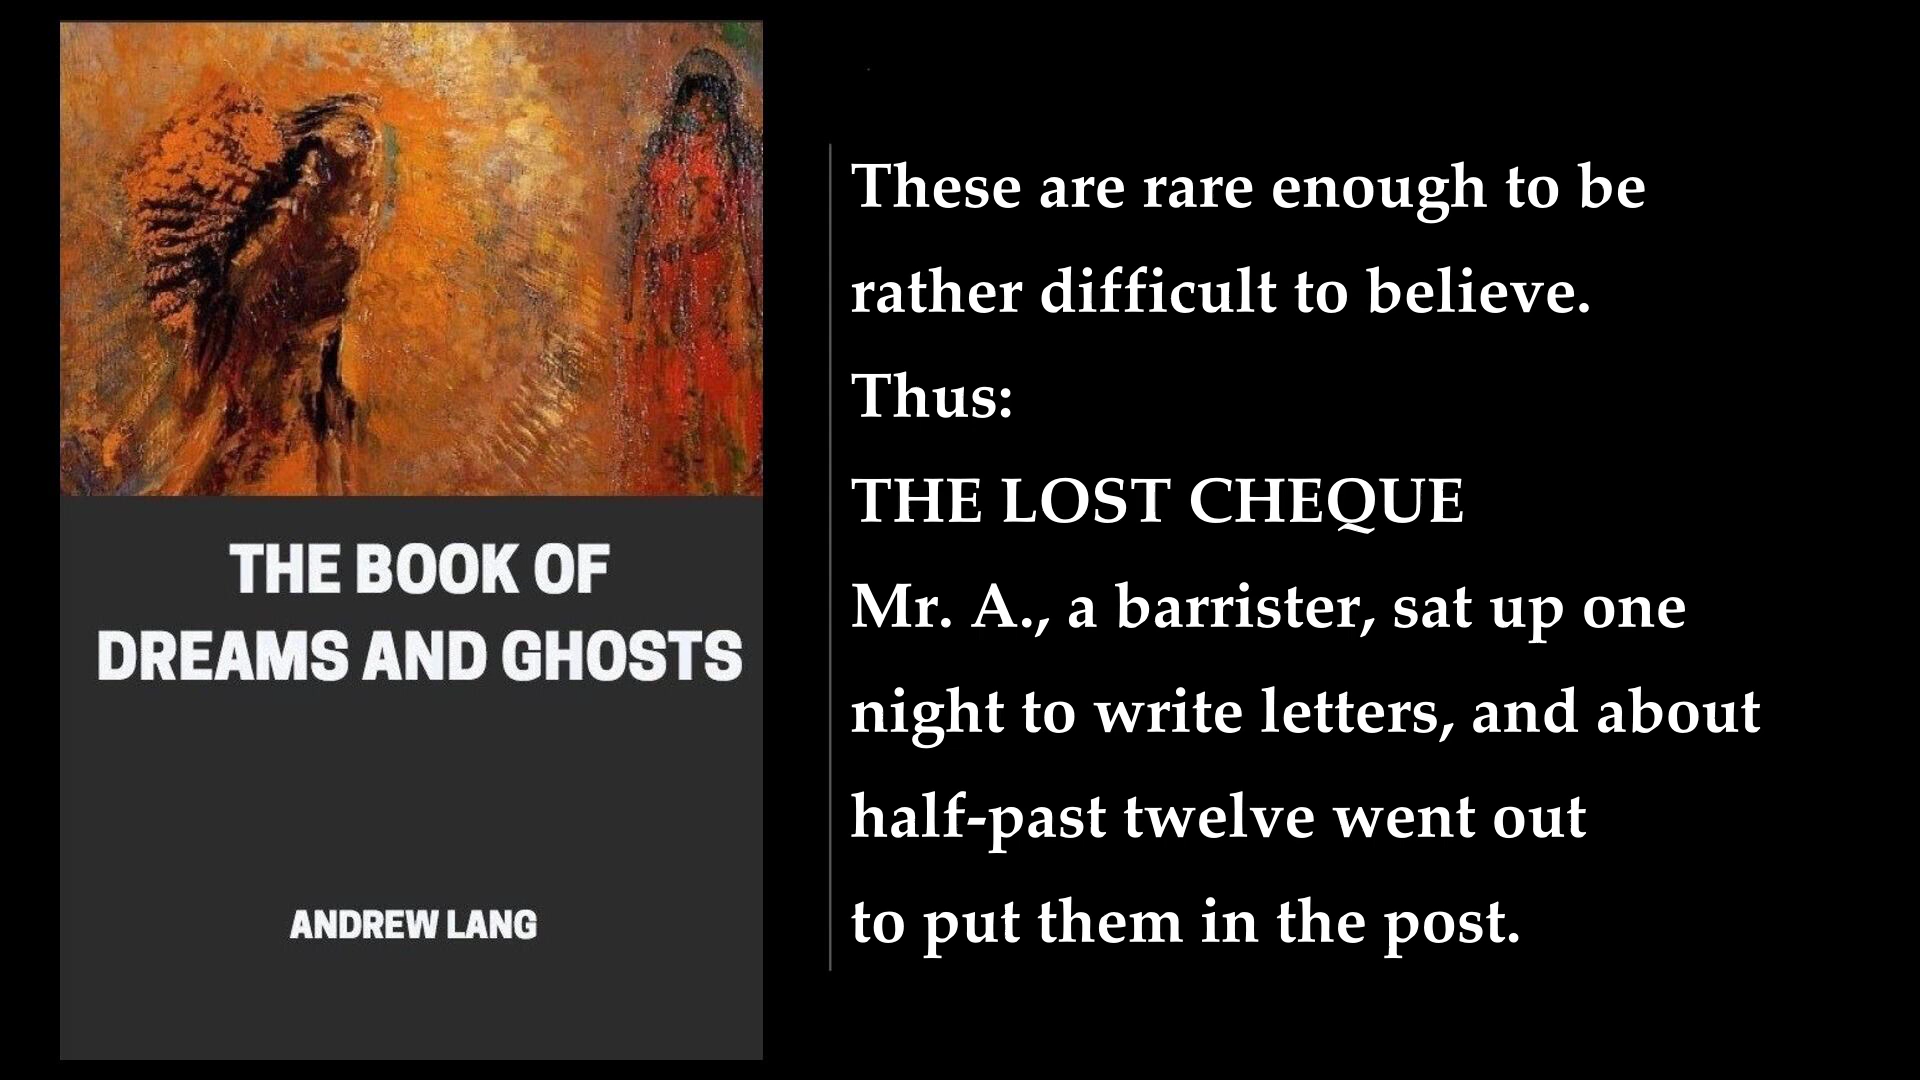 THE BOOK OF
DREAMS AND GHOSTS
ANDREW LANG
These are rare enough to be
rather difficult to believe.
Thus:
THE LOST CHEQUE
Mr. A., a barrister, sat up one
night to write letters, and about
half-past twelve went out
to put them in the post.